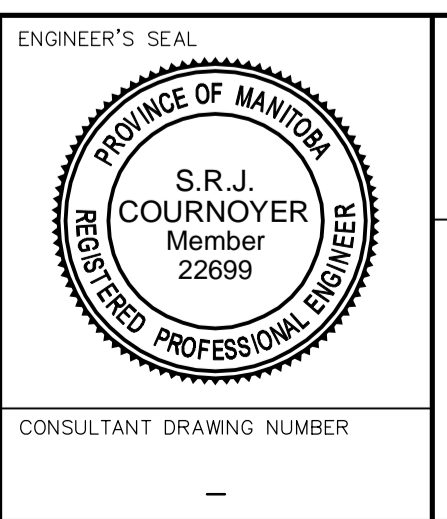 ENGINEER'S SEAL
PROVINCE OF MANITOBA
S.R.J.
COURNOYER
Member
22699
REGISTERED PROFESSIONAL ENGINEER
CONSULTANT DRAWING NUMBER
–